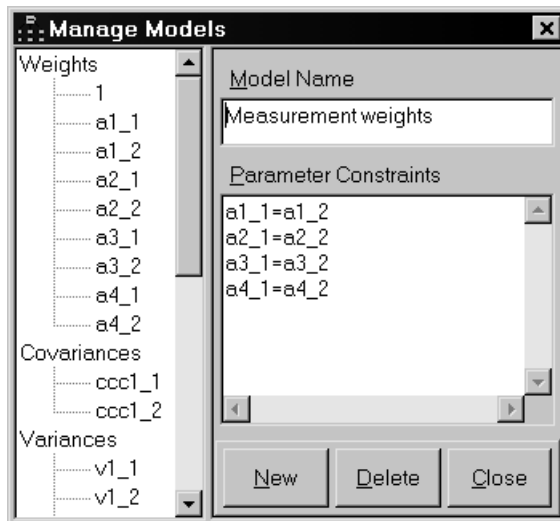 Manage Models
Weights
1
a1_1
a1_2
a2_1
a2_2
a3_1
a3_2
a4_1
a4_2
Covariances
ccc1_1
ccc1_2
Variances
v1_1
v1_2
Model Name
Measurement weights
Parameter Constraints
a1_1=a1_2
a2_1=a2_2
a3_1=a3_2
a4_1=a4_2
New
Delete
Close